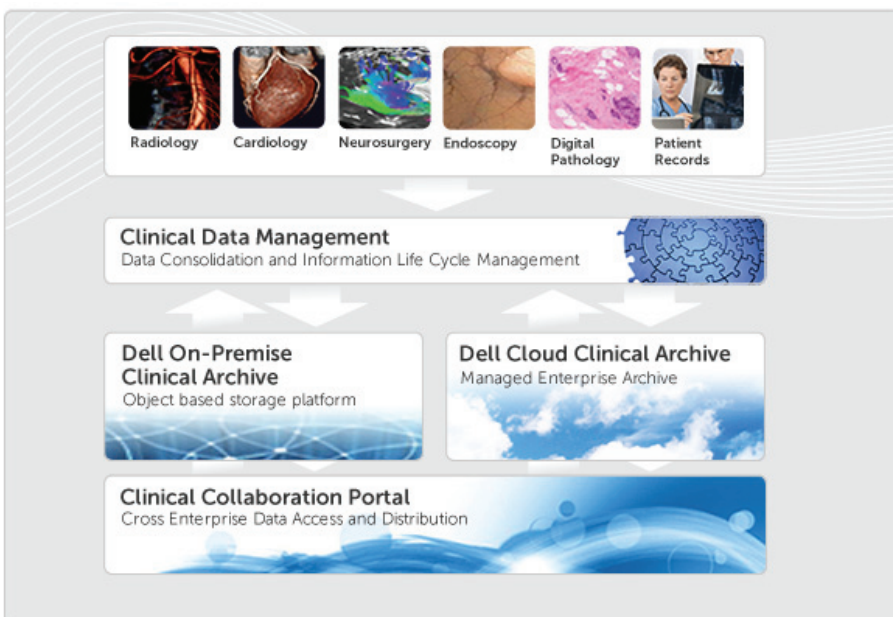 Radiology
Cardiology
Neurosurgery
Endoscopy
Digital
Pathology
Patient
Records
Clinical Data Management
Data Consolidation and Information Life Cycle Management
Dell On-Premise
Clinical Archive
Object based storage platform
Dell Cloud Clinical Archive
Managed Enterprise Archive
Clinical Collaboration Portal
Cross Enterprise Data Access and Distribution